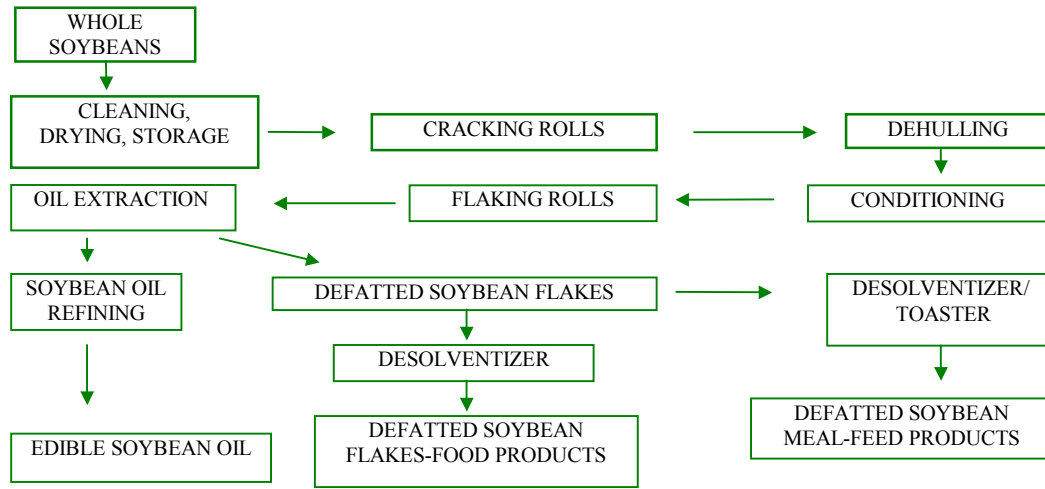 WHOLE
SOYBEANS
CLEANING,
DRYING, STORAGE
CRACKING ROLLS
DEHULLING
OIL EXTRACTION
FLAKING ROLLS
CONDITIONING
SOYBEAN OIL
REFINING
DEFATTED SOYBEAN FLAKES
DESOLVENTIZER/
TOASTER
DESOLVENTIZER
EDIBLE SOYBEAN OIL
DEFATTED SOYBEAN
FLAKES-FOOD PRODUCTS
DEFATTED SOYBEAN
MEAL-FEED PRODUCTS